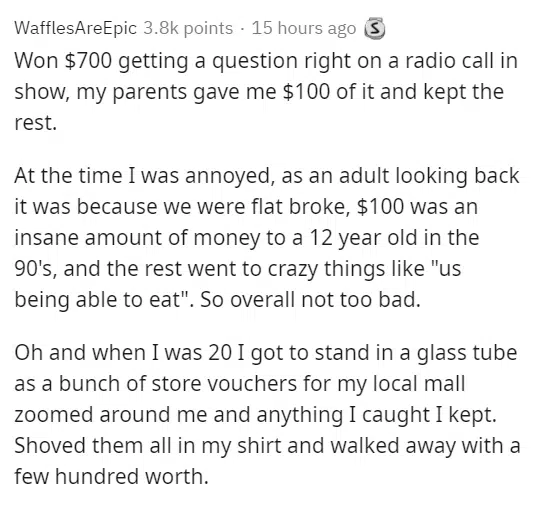 WafflesAreEpic 3.8k points · 15 hours ago S
Won $700 getting a question right on a radio call in
show, my parents gave me $100 of it and kept the
rest.
At the time I was annoyed, as an adult looking back
it was because we were flat broke, $100 was an
insane amount of money to a 12 year old in the
90's, and the rest went to crazy things like "us
being able to eat". So overall not too bad.
Oh and when I was 20 I got to stand in a glass tube
as a bunch of store vouchers for my local mall
zoomed around me and anything I caught I kept.
Shoved them all in my shirt and walked away with a
few hundred worth.